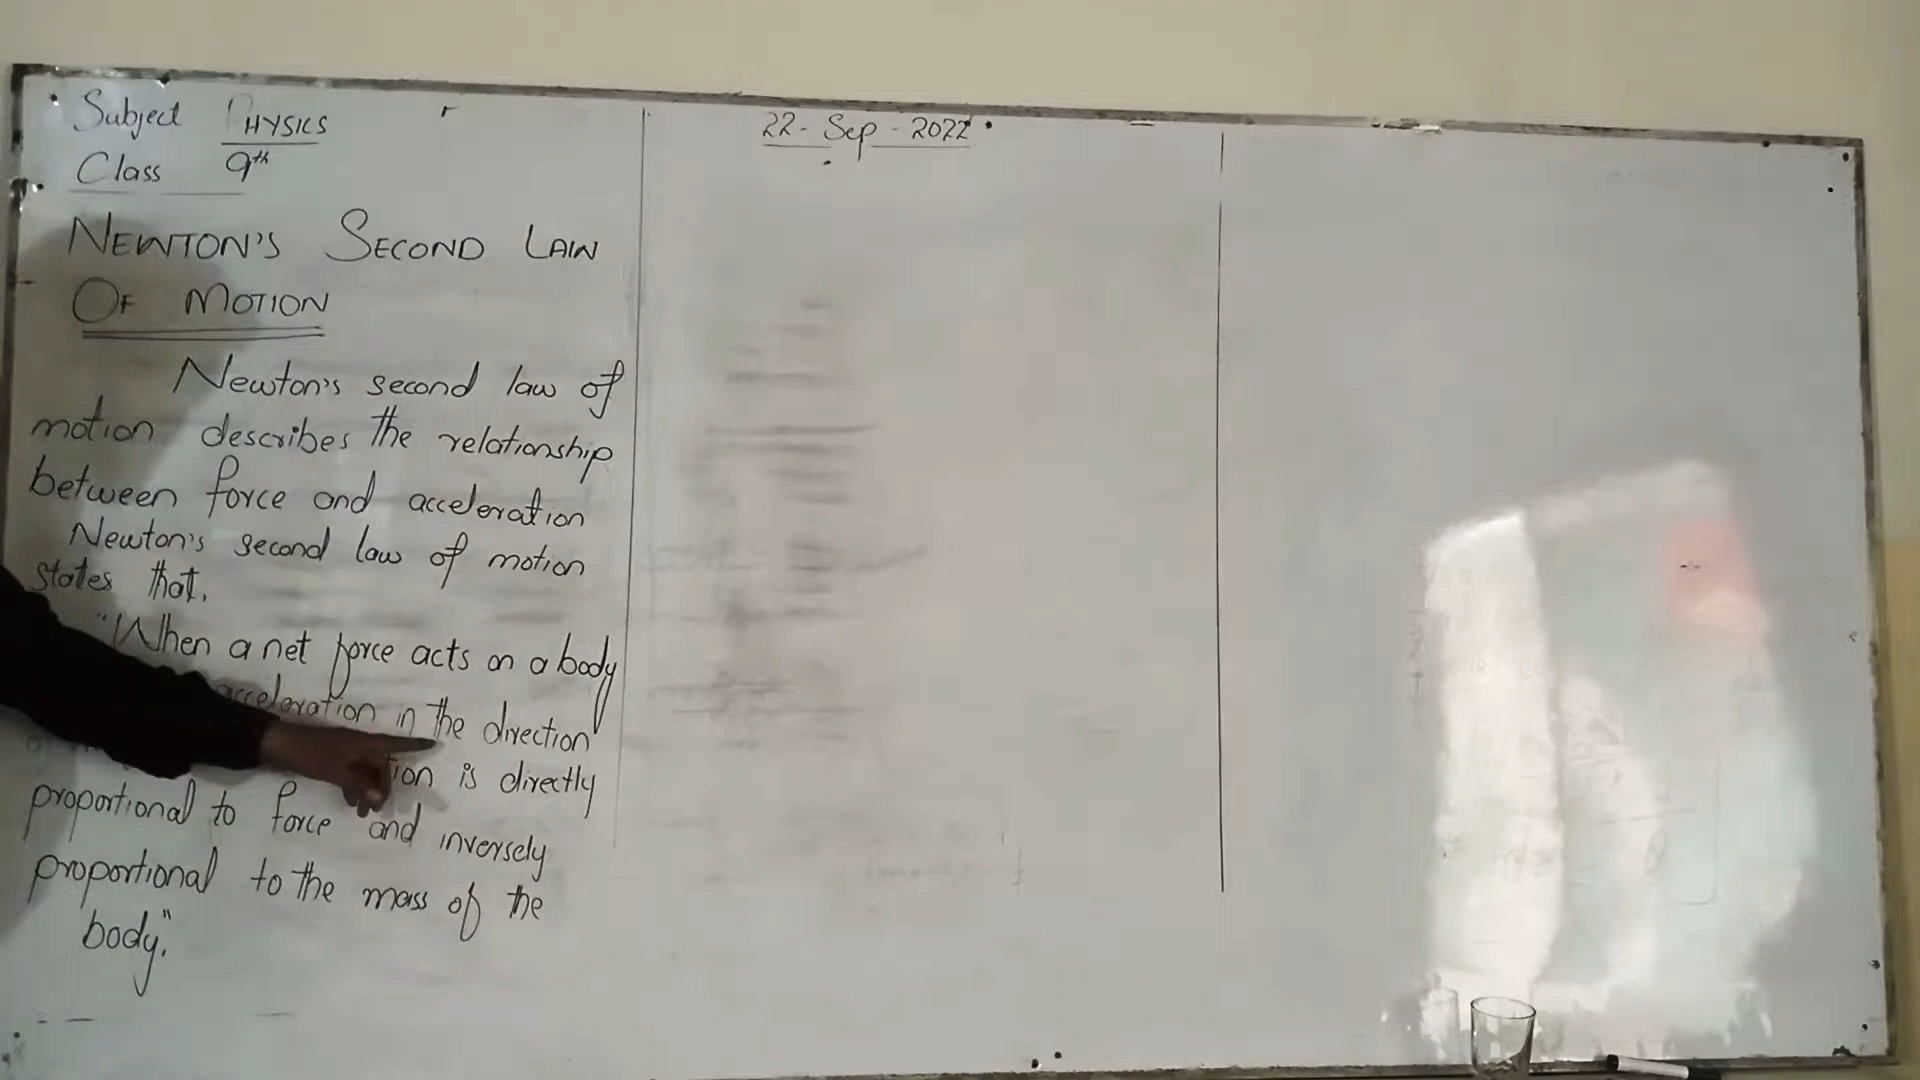 Subject PHYSICS
Class 9th
22-Sep-2022
NEWTON'S SECOND LAW
OF MOTION
Newton's second law of
motion describes the relationship
between force and acceleration
Newton's second law of motion
states that,
"When a net force acts on a body
acceleration in the direction
is directly
proportional to force and inversely
proportional to the mass of the
body."